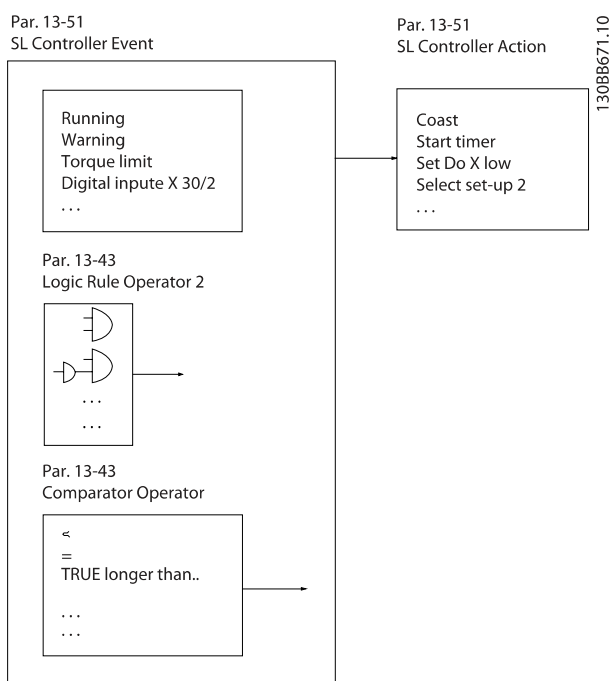 Par. 13-51
SL Controller Event
Par. 13-51
SL Controller Action
130BB671.10
Running
Warning
Torque limit
Digital inpute X 30/2
. . .
Coast
Start timer
Set Do X low
Select set-up 2
. . .
Par. 13-43
Logic Rule Operator 2
. . .
. . .
Par. 13-43
Comparator Operator
=
TRUE longer than..
. . .
. . .